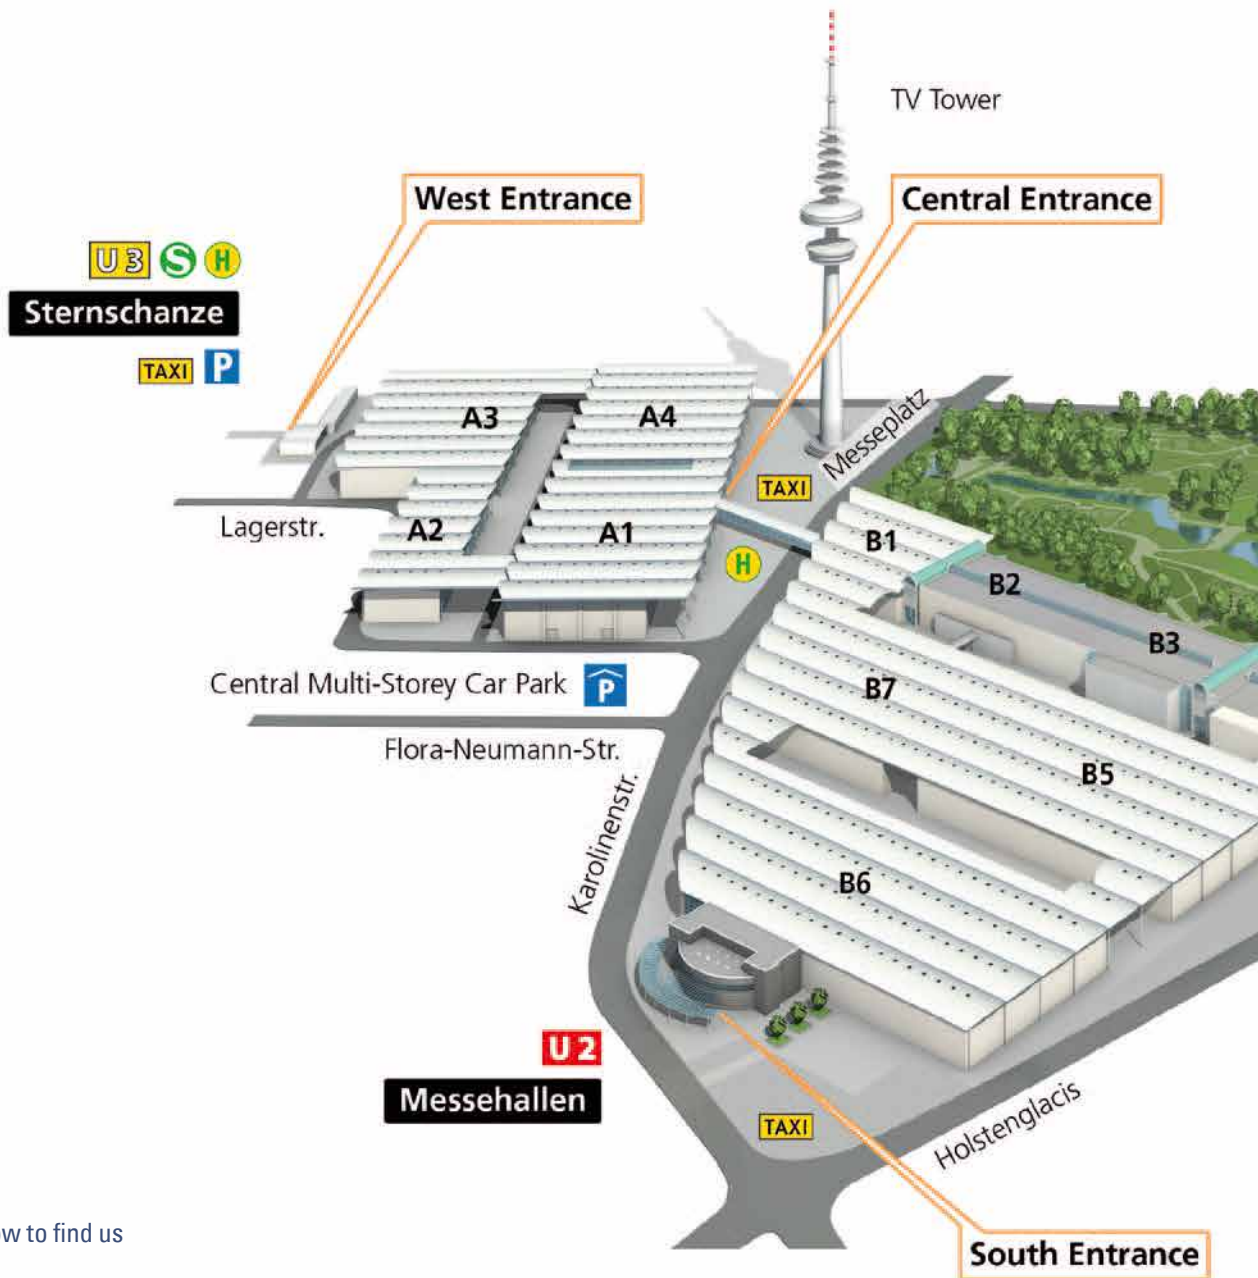 TV Tower
West Entrance
Central Entrance
U3 S H
Sternschanze
TAXI P
A3
A4
Messeplatz
TAXI
Lagerstr.
A2
A1
B1
H
B2
B3
Central Multi-Storey Car Park P
B7
Flora-Neumann-Str.
B5
Karolinenstr.
B6
U2
Messehallen
TAXI
Holstenglacis
to find us
South Entrance